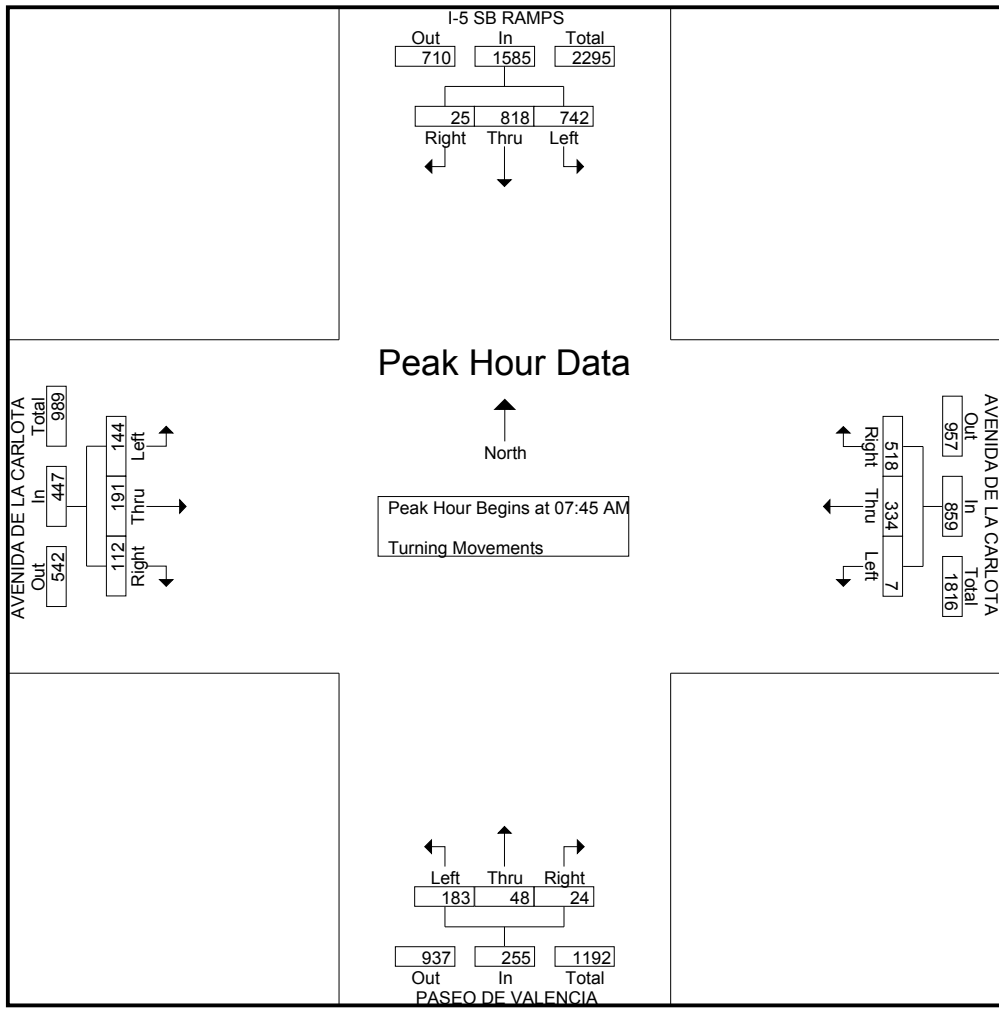 I-5 SB RAMPS
Out In Total
710 1585 2295
25 818 742
Right Thru Left
Peak Hour Data
North
Peak Hour Begins at 07:45 AM
Turning Movements
AVENIDA DE LA CARLOTA
Out In Total
542 447 989
112 191 144
Right Thru Left
AVENIDA DE LA CARLOTA
Out In Total
957 859 1816
518 334 7
Right Thru Left
Left Thru Right
183 48 24
937 255 1192
Out In Total
PASEO DE VALENCIA